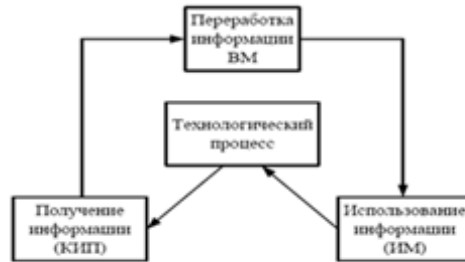 Переработка
информации
ВМ
Технологический
процесс
Получение
информации
(КИП)
Использование
информации
(ИМ)